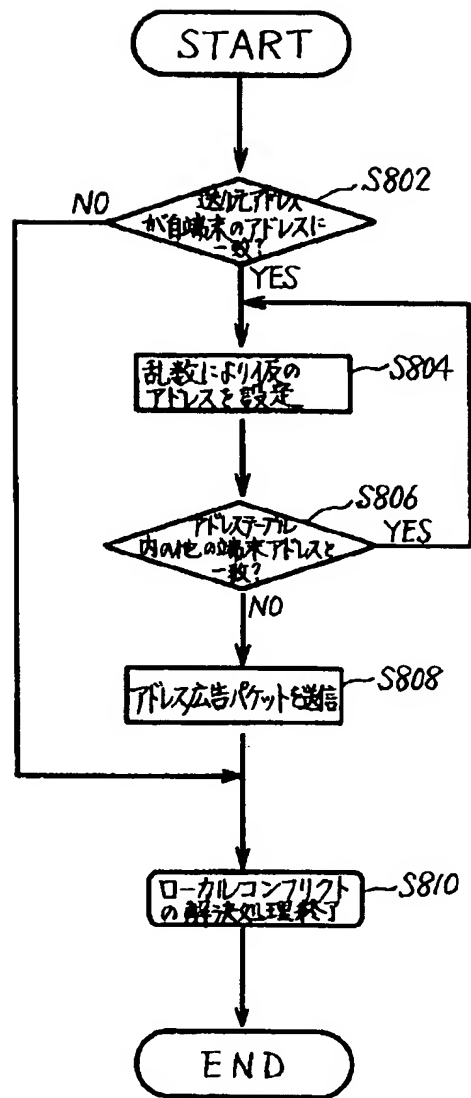 START
S802
NO
送り元アドレス
が自端末のアドレスに
一致?
YES
乱数により仮の
アドレスを設定
S804
S806
アドレステーブル
内の他の端末アドレスと
一致?
YES
NO
アドレス広告パケットを送信
S808
ローカルコンフリクト
の解決処理終了
S810
END